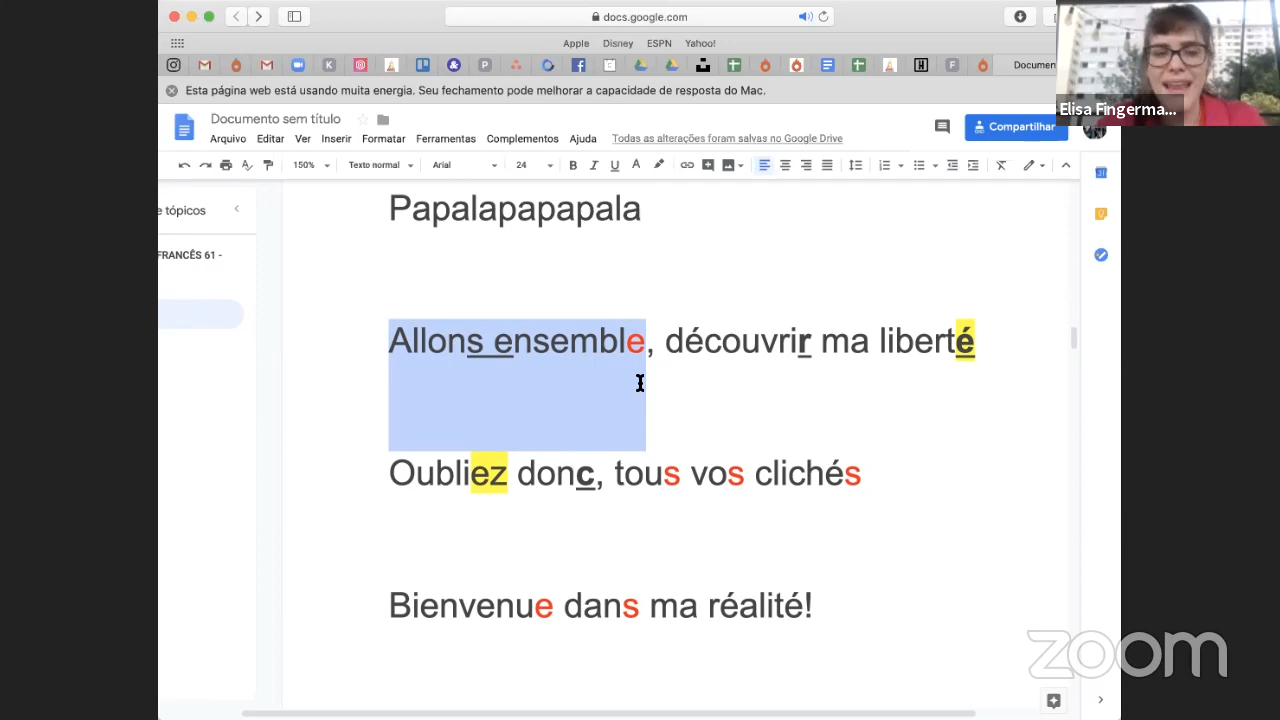 docs.google.com
Apple Disney ESPN Yahoo!
Documen
Esta página web está usando muita energia. Seu fechamento pode melhorar a capacidade de resposta do Mac.
Elisa Fingerma...
Documento sem título
Arquivo Editar Ver Inserir Formatar Ferramentas Complementos Ajuda Todas as alterações foram salvas no Google Drive
Compartilhar
150% Texto normal Arial 24
e tópicos
FRANCÊS 61 -
Papalapapapala
Allons ensemble, découvrir ma liberté
Oubliez donc, tous vos clichés
Bienvenue dans ma réalité!
zoom